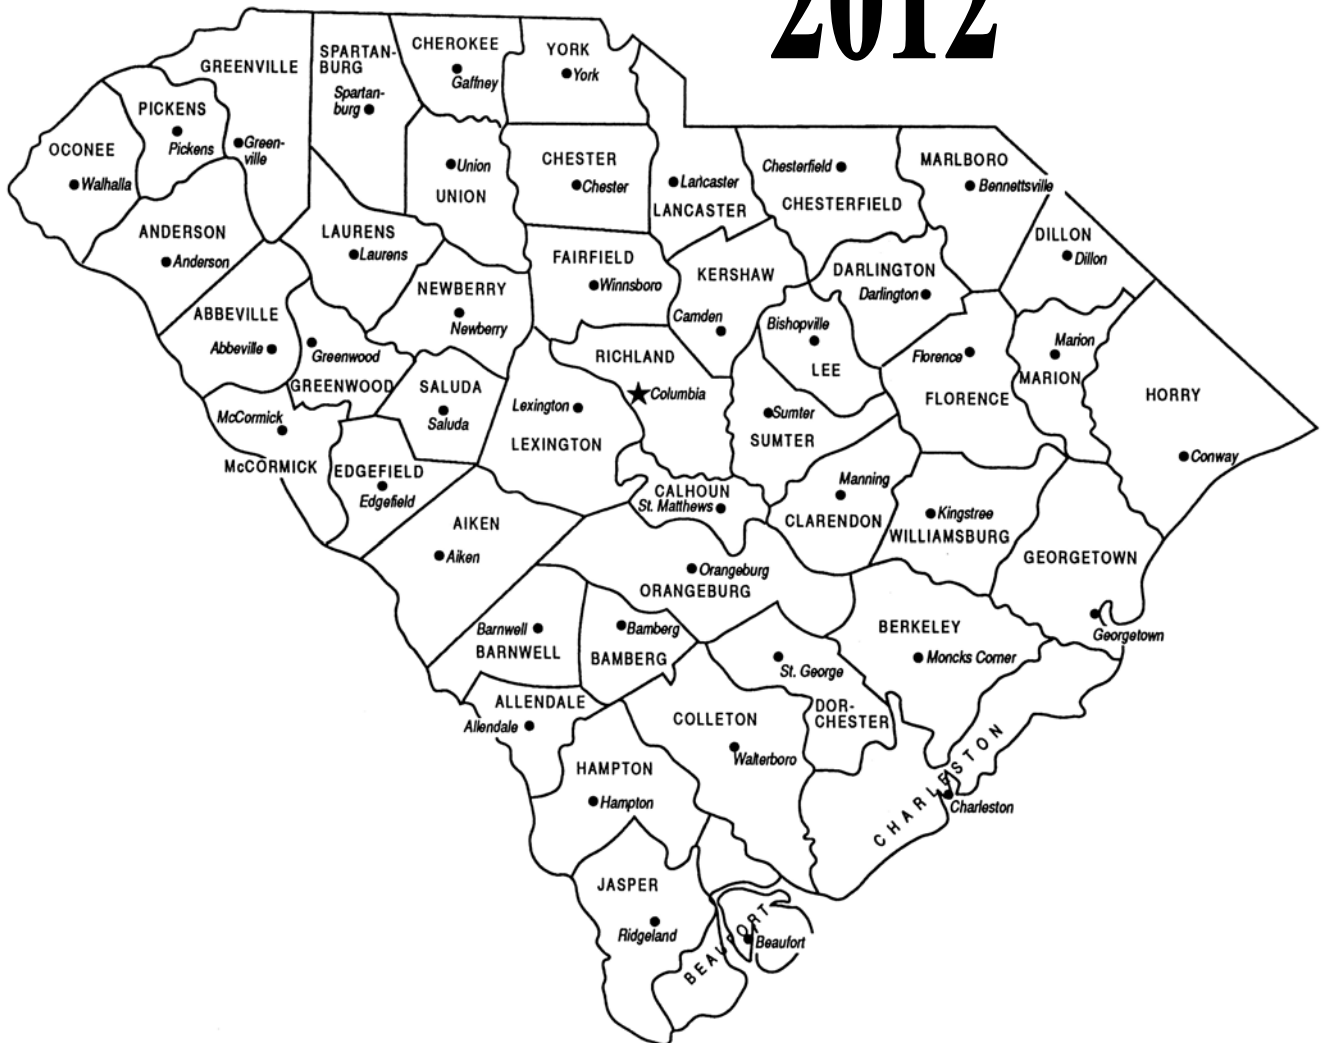 2012
CHEROKEE
Gaffney
YORK
York
SPARTAN-
BURG
Spartan-
burg
GREENVILLE
Green-
ville
PICKENS
Pickens
OCONEE
Walhalla
Union
UNION
CHESTER
Chester
Lancaster
LANCASTER
Chesterfield
CHESTERFIELD
MARLBORO
Bennettsville
DILLON
Dillon
ANDERSON
Anderson
LAURENS
Laurens
NEWBERRY
Newberry
FAIRFIELD
Winnsboro
KERSHAW
Camden
DARLINGTON
Darlington
Bishopville
LEE
ABBEVILLE
Abbeville
Greenwood
GREENWOOD
SALUDA
Saluda
RICHLAND
Columbia
Lexington
LEXINGTON
Sumter
SUMTER
Florence
FLORENCE
Marion
MARION
HORRY
Conway
McCormick
McCORMICK
EDGEFIELD
Edgefield
AIKEN
Aiken
CALHOUN
St. Matthews
Manning
CLARENDON
Kingstree
WILLIAMSBURG
GEORGETOWN
Georgetown
Orangeburg
ORANGEBURG
Barnwell
BARNWELL
Bamberg
BAMBERG
BERKELEY
Moncks Corner
St. George
DOR-
CHESTER
ALLENDALE
Allendale
COLLETON
Walterboro
HAMPTON
Hampton
CHARLESTON
Charleston
JASPER
Ridgeland
BEAUFORT
Beaufort